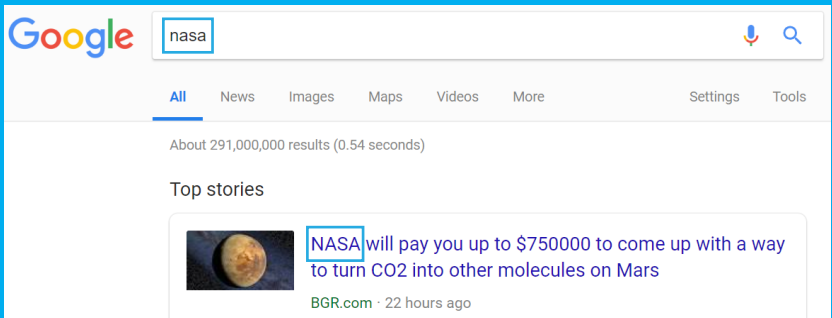 Google nasa
All News Images Maps Videos More Settings Tools
About 291,000,000 results (0.54 seconds)
Top stories
NASA will pay you up to $750000 to come up with a way
to turn CO2 into other molecules on Mars
BGR.com · 22 hours ago